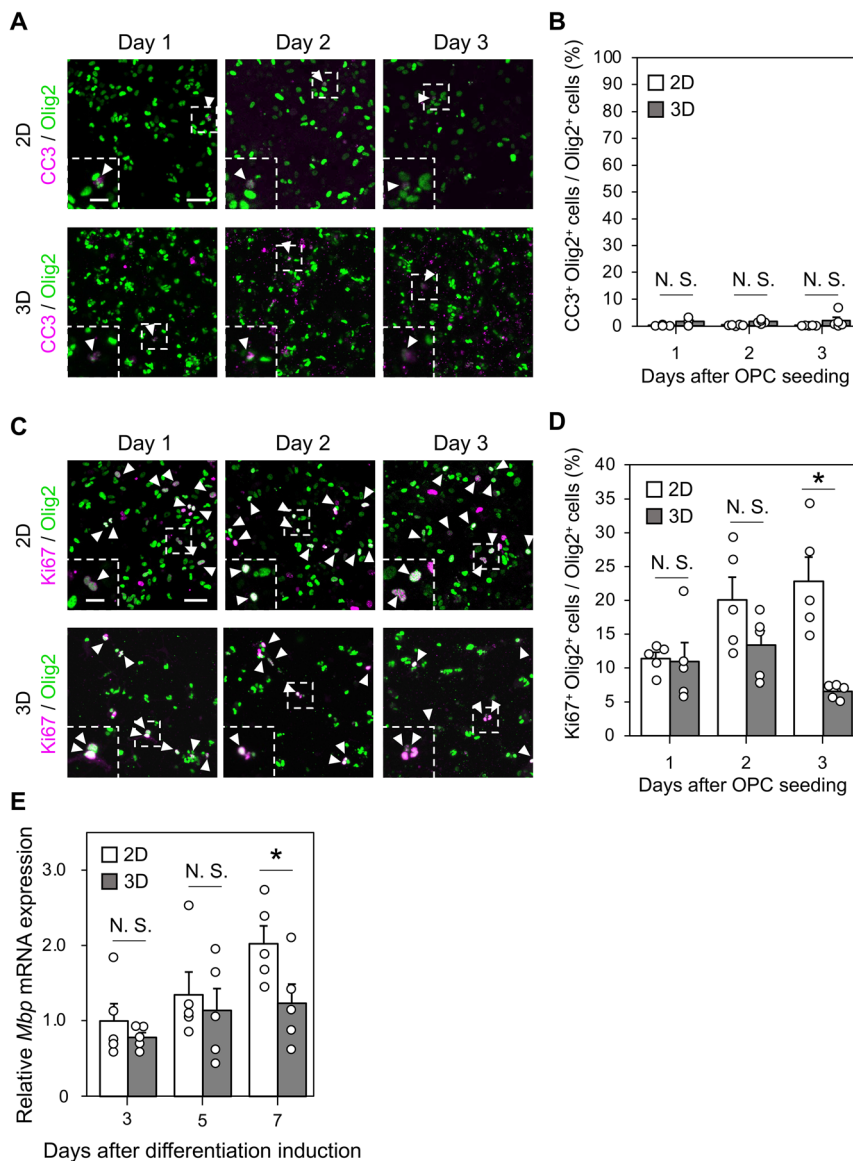 A
Day 1 Day 2 Day 3
2D
CC3 / Olig2
3D
CC3 / Olig2
B
CC3+ Olig2+ cells / Olig2+ cells (%)
100
90
80
70
60
50
40
30
20
10
0
2D
3D
N. S. N. S. N. S.
1 2 3
Days after OPC seeding
C
Day 1 Day 2 Day 3
2D
Ki67 / Olig2
3D
Ki67 / Olig2
D
Ki67+ Olig2+ cells / Olig2+ cells (%)
40
35
30
25
20
15
10
5
0
2D
3D
N. S. N. S. *
1 2 3
Days after OPC seeding
E
Relative Mbp mRNA expression
3.0
2.0
1.0
0
2D
3D
N. S. N. S. *
3 5 7
Days after differentiation induction